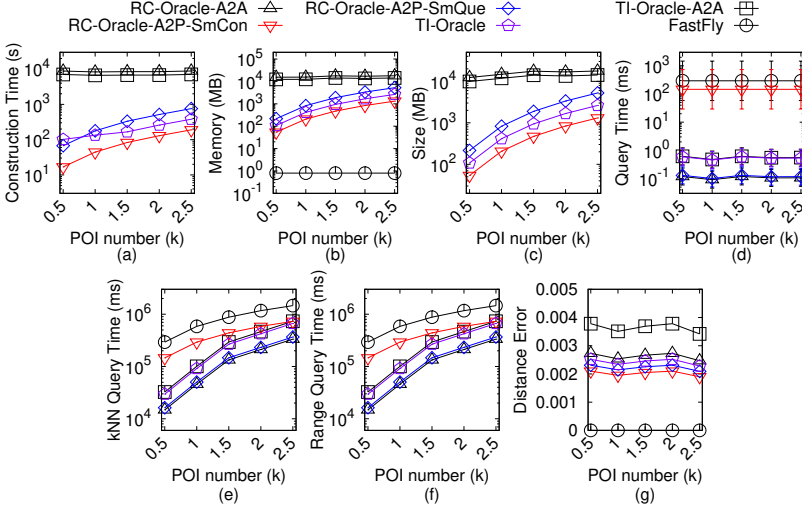 RC-Oracle-A2A
RC-Oracle-A2P-SmQue
TI-Oracle-A2A
RC-Oracle-A2P-SmCon
TI-Oracle
FastFly
Construction Time (s)
10^4
10^3
10^2
10^1
0.5 1 1.5 2 2.5
POI number (k)
(a)
Memory (MB)
10^5
10^4
10^3
10^2
10^1
10^0
10^-1
0.5 1 1.5 2 2.5
POI number (k)
(b)
Size (MB)
10^4
10^3
10^2
0.5 1 1.5 2 2.5
POI number (k)
(c)
Query Time (ms)
10^3
10^2
10^1
10^0
10^-1
0.5 1 1.5 2 2.5
POI number (k)
(d)
kNN Query Time (ms)
10^6
10^5
10^4
0.5 1 1.5 2 2.5
POI number (k)
(e)
Range Query Time (ms)
10^6
10^5
10^4
0.5 1 1.5 2 2.5
POI number (k)
(f)
Distance Error
0.005
0.004
0.003
0.002
0.001
0
0.5 1 1.5 2 2.5
POI number (k)
(g)